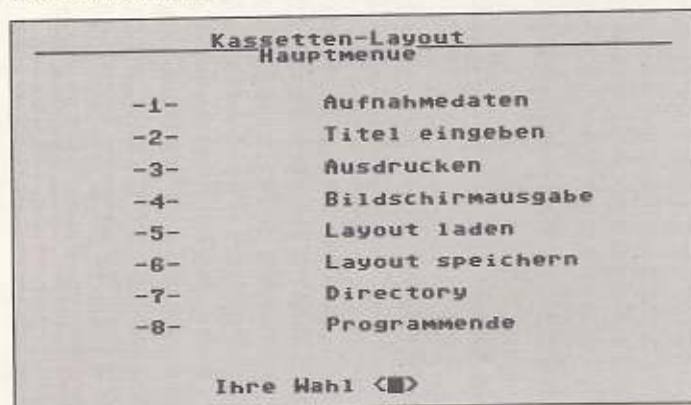 Kassetten-Layout
Hauptmenue
-1- Aufnahmedaten
-2- Titel eingeben
-3- Ausdrucken
-4- Bildschirmausgabe
-5- Layout laden
-6- Layout speichern
-7- Directory
-8- Programmende
Ihre Wahl <■>